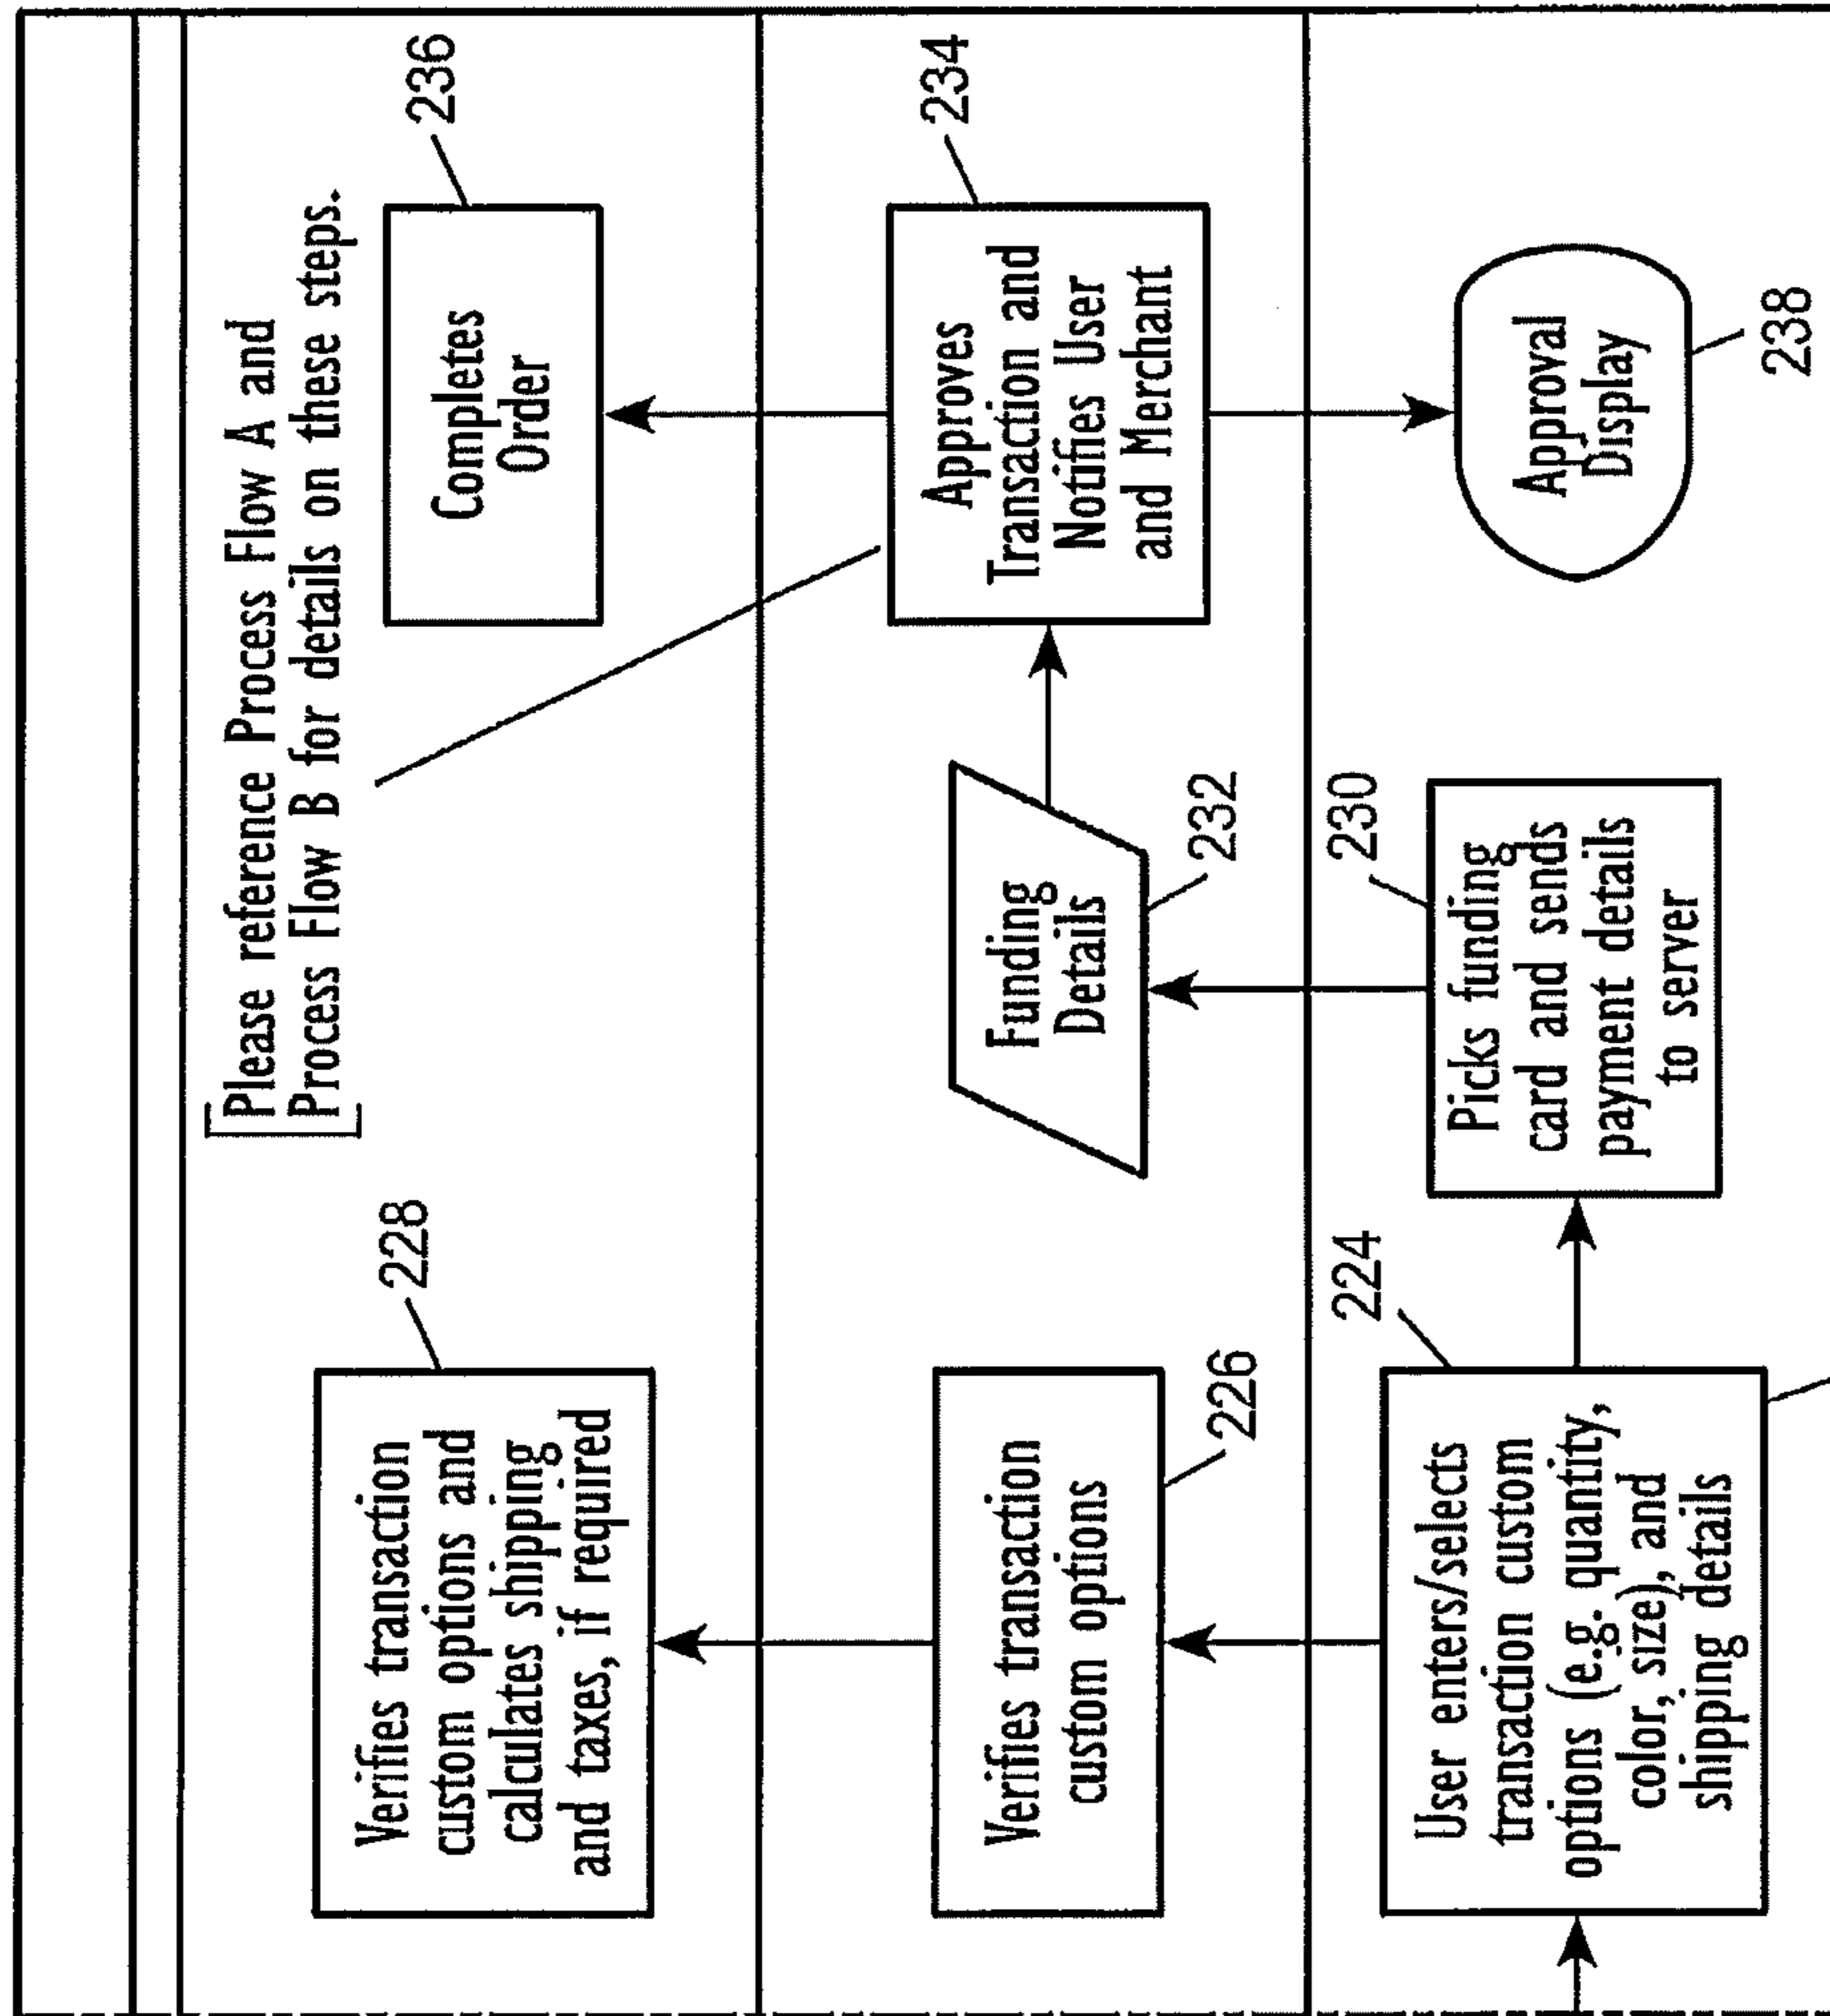 Please reference Process Flow A and
Process Flow B for details on these steps.
228
Verifies transaction
custom options and
calculates shipping
and taxes, if required
236
Completes
Order
Verifies transaction
custom options
226
Funding
Details
232
234
Approves
Transaction and
Notifies User
and Merchant
224
User enters/selects
transaction custom
options (e.g. quantity,
color, size), and
shipping details
230
Picks funding
card and sends
payment details
to server
Approval
Display
238